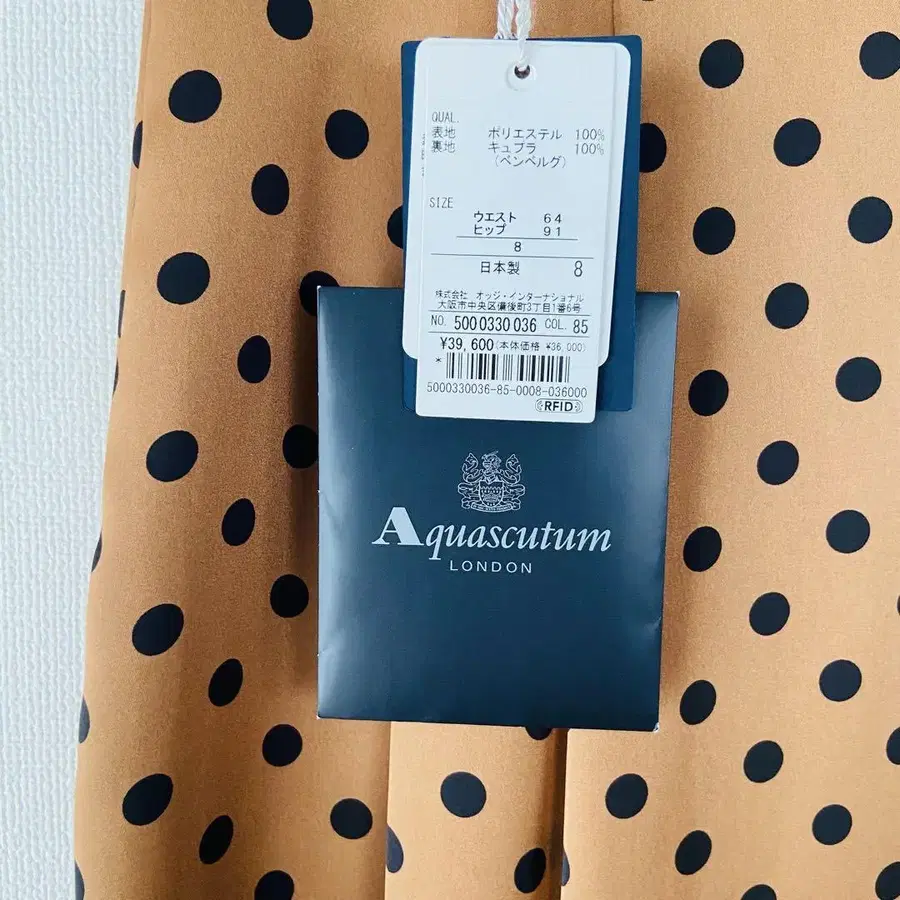 QUAL.
表地 ポリエステル 100%
裏地 キュプラ 100%
(ベンベルグ)
SIZE
ウエスト 64
ヒップ 91
8
日本製 8
株式会社 オッジ・インターナショナル
大阪市中央区備後町3丁目1番6号
NO. 5000330036 COL. 85
¥39,600(本体価格 ¥36,000)
*
5000330036-85-0008-036000
RFID
Aquascutum
LONDON